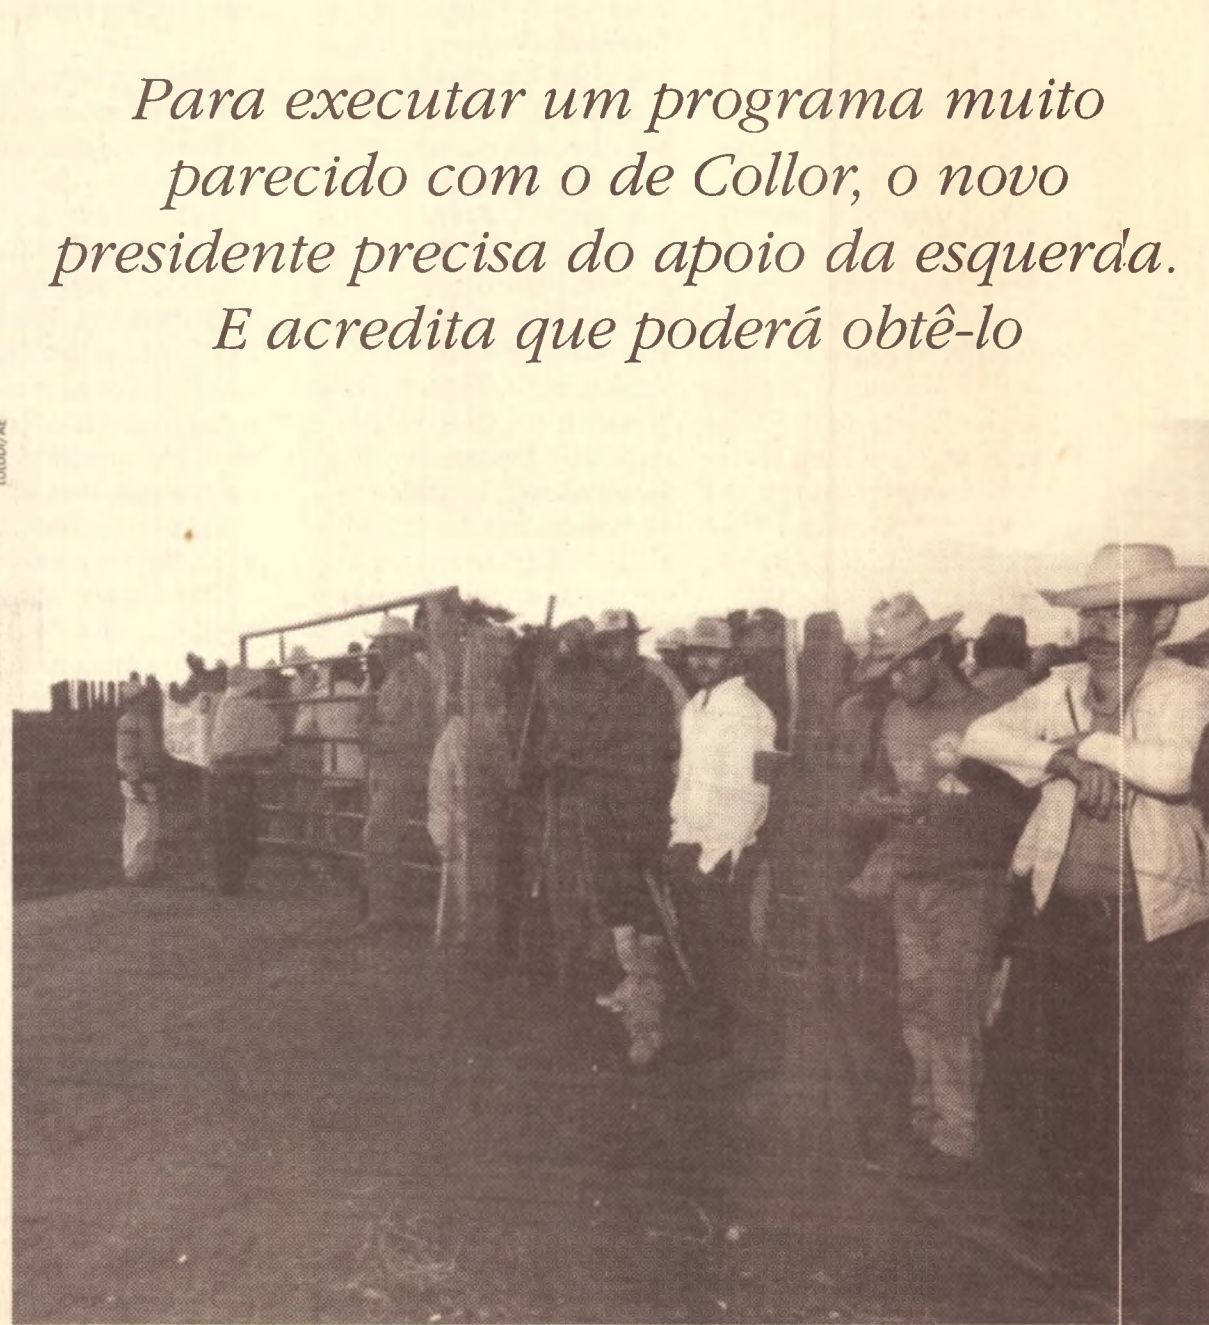 Para executar um programa muito
parecido com o de Collor, o novo
presidente precisa do apoio da esquerda.
E acredita que poderá obtê-lo